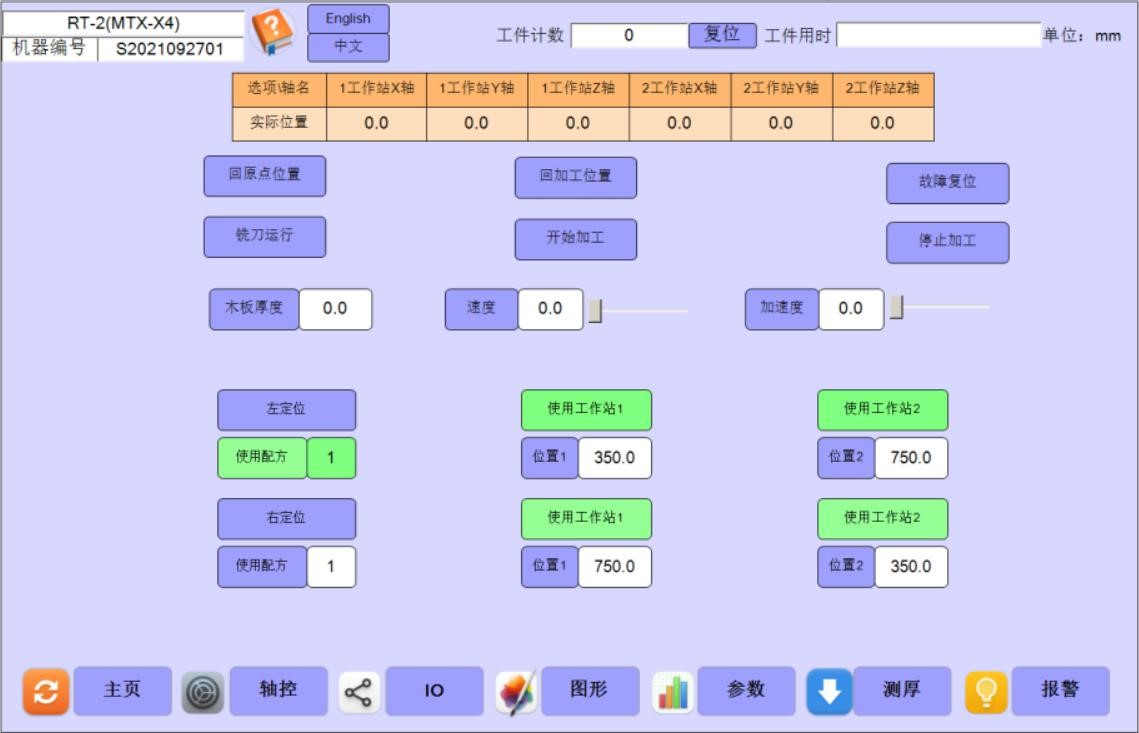 RT-2(MTX-X4)
机器编号 S2021092701
English
中文
工件计数 0 复位 工件用时 单位：mm
选项\轴名 1工作站X轴 1工作站Y轴 1工作站Z轴 2工作站X轴 2工作站Y轴 2工作站Z轴
实际位置 0.0 0.0 0.0 0.0 0.0 0.0
回原点位置 回加工位置 故障复位
铣刀运行 开始加工 停止加工
木板厚度 0.0 速度 0.0 加速度 0.0
左定位 使用工作站1 使用工作站2
使用配方 1 位置1 350.0 位置2 750.0
右定位 使用工作站1 使用工作站2
使用配方 1 位置1 750.0 位置2 350.0
主页 轴控 IO 图形 参数 测厚 报警